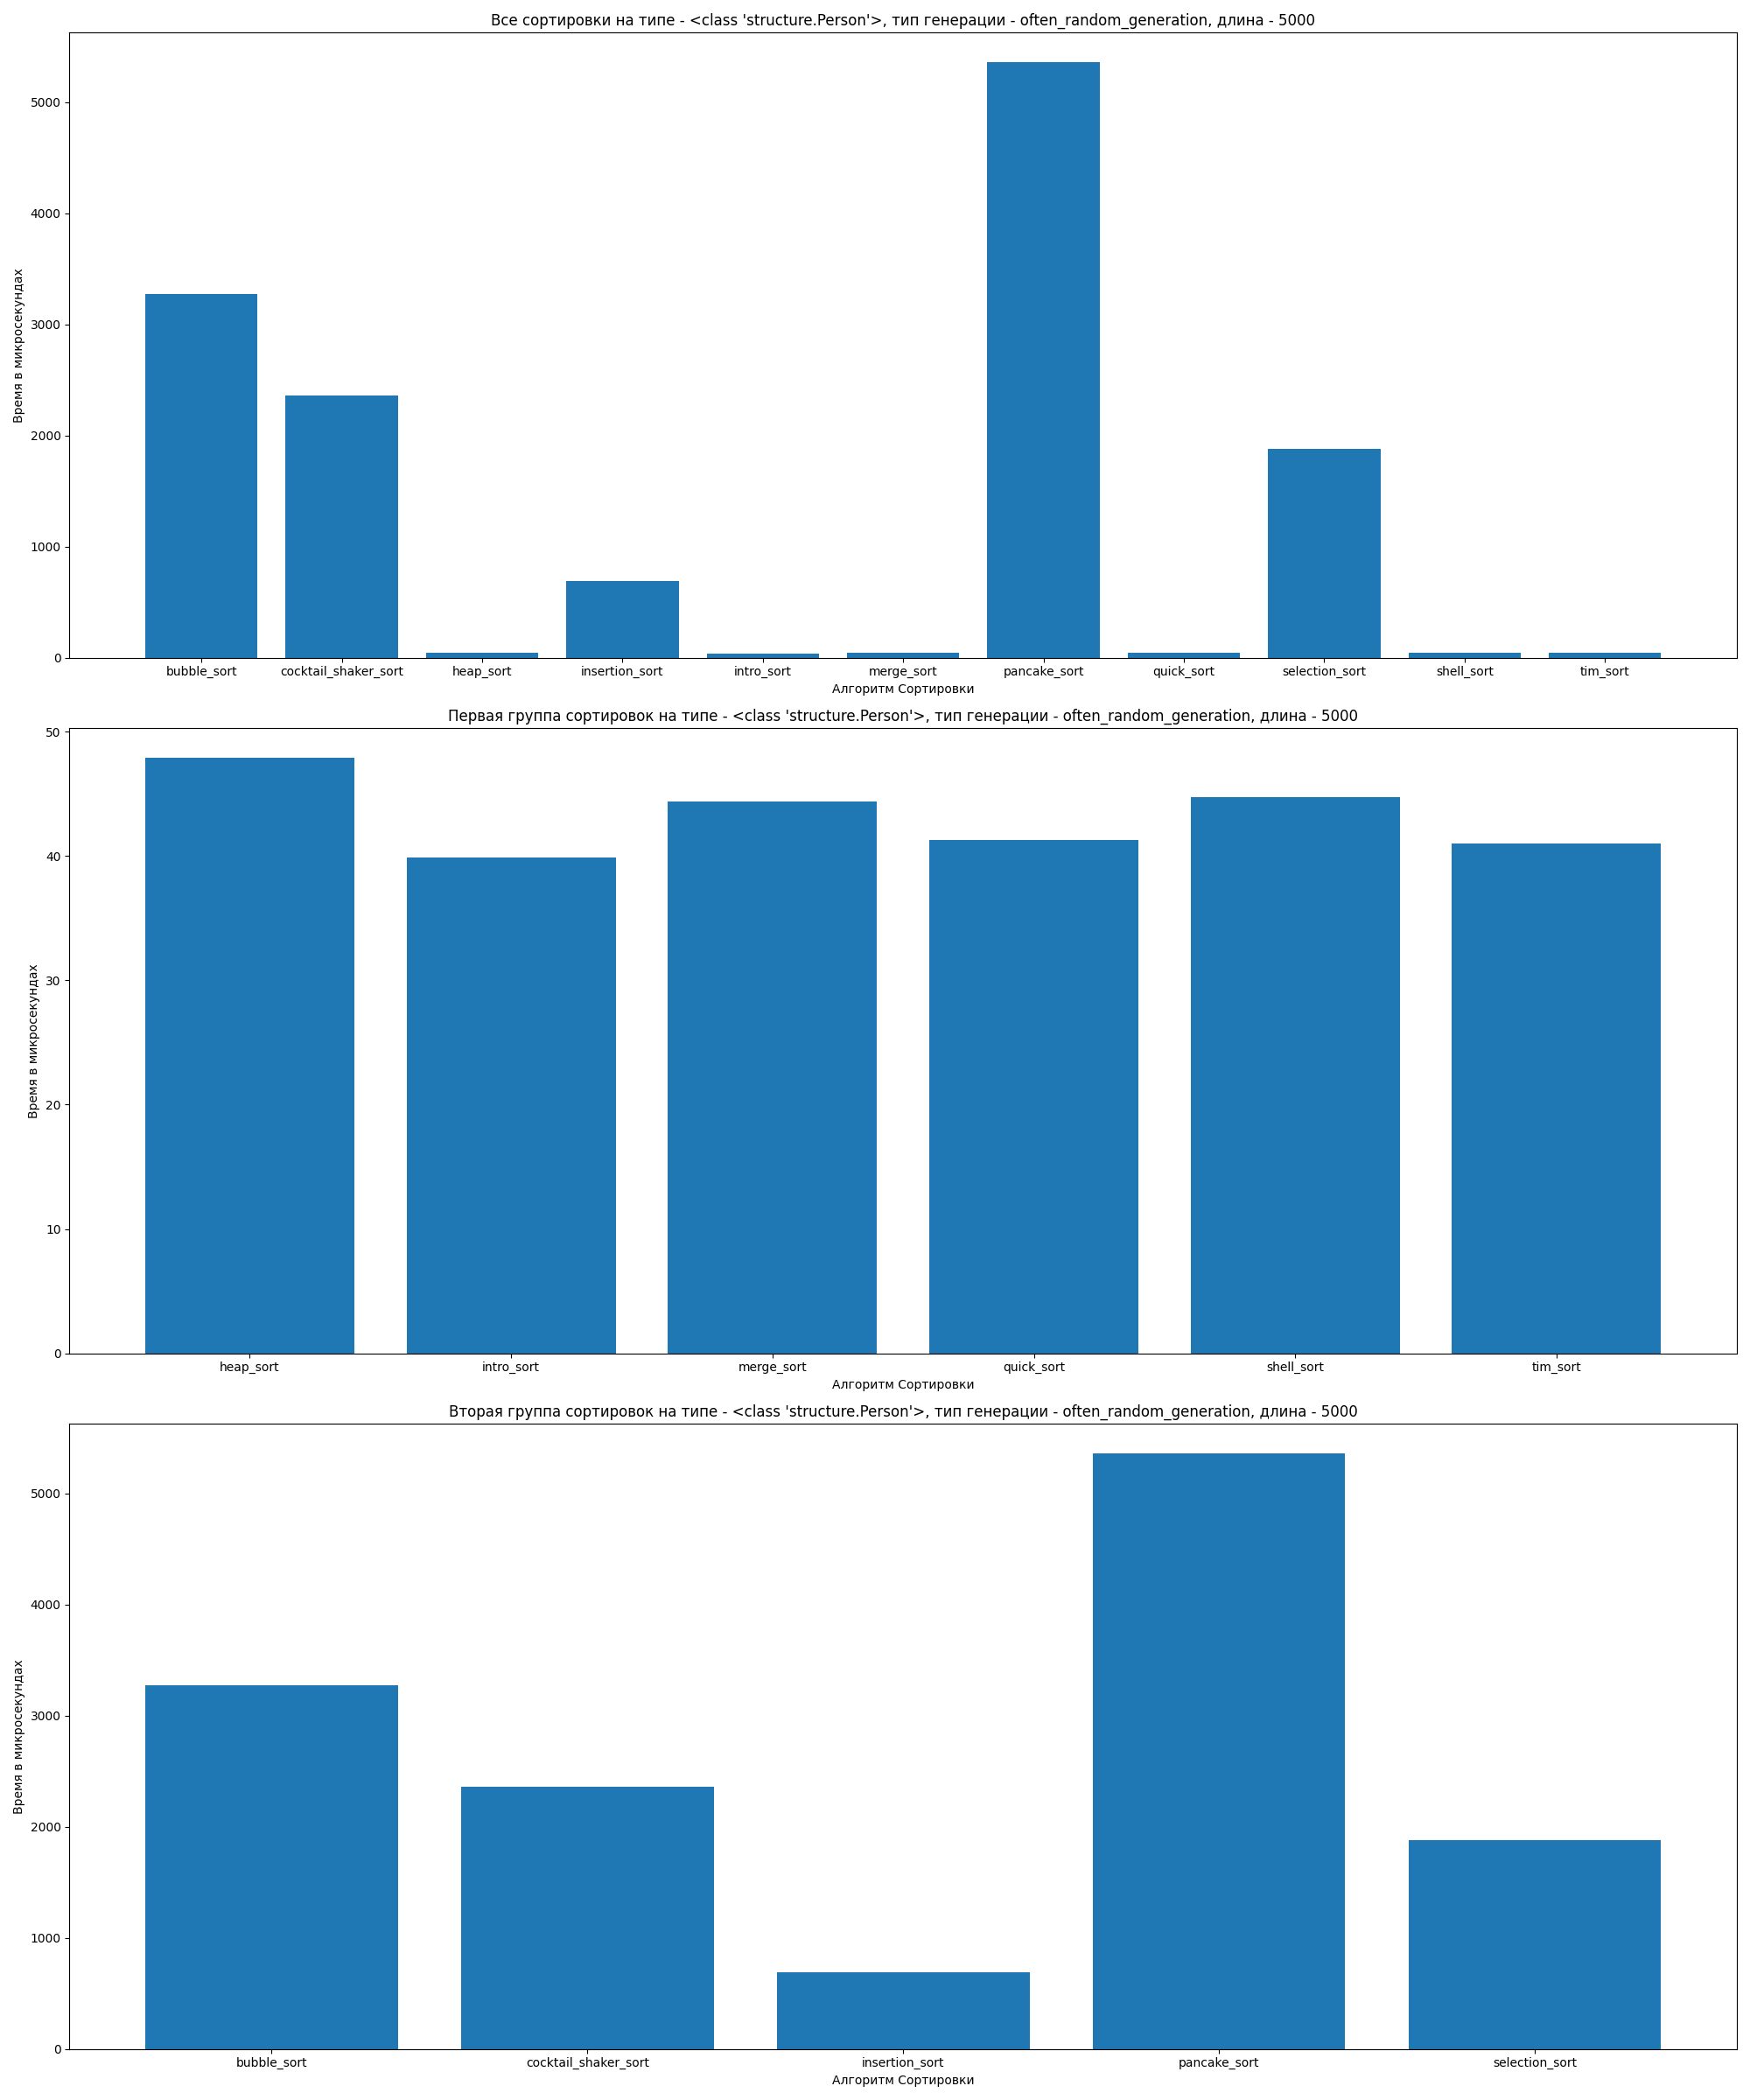 Все сортировки на типе - <class 'structure.Person'>, тип генерации - often_random_generation, длина - 5000
5000
4000
3000
2000
1000
0
Время в микросекундах
bubble_sort cocktail_shaker_sort heap_sort insertion_sort intro_sort merge_sort pancake_sort quick_sort selection_sort shell_sort tim_sort
Алгоритм Сортировки
Первая группа сортировок на типе - <class 'structure.Person'>, тип генерации - often_random_generation, длина - 5000
50
40
30
20
10
0
Время в микросекундах
heap_sort intro_sort merge_sort quick_sort shell_sort tim_sort
Алгоритм Сортировки
Вторая группа сортировок на типе - <class 'structure.Person'>, тип генерации - often_random_generation, длина - 5000
5000
4000
3000
2000
1000
0
Время в микросекундах
bubble_sort cocktail_shaker_sort insertion_sort pancake_sort selection_sort
Алгоритм Сортировки